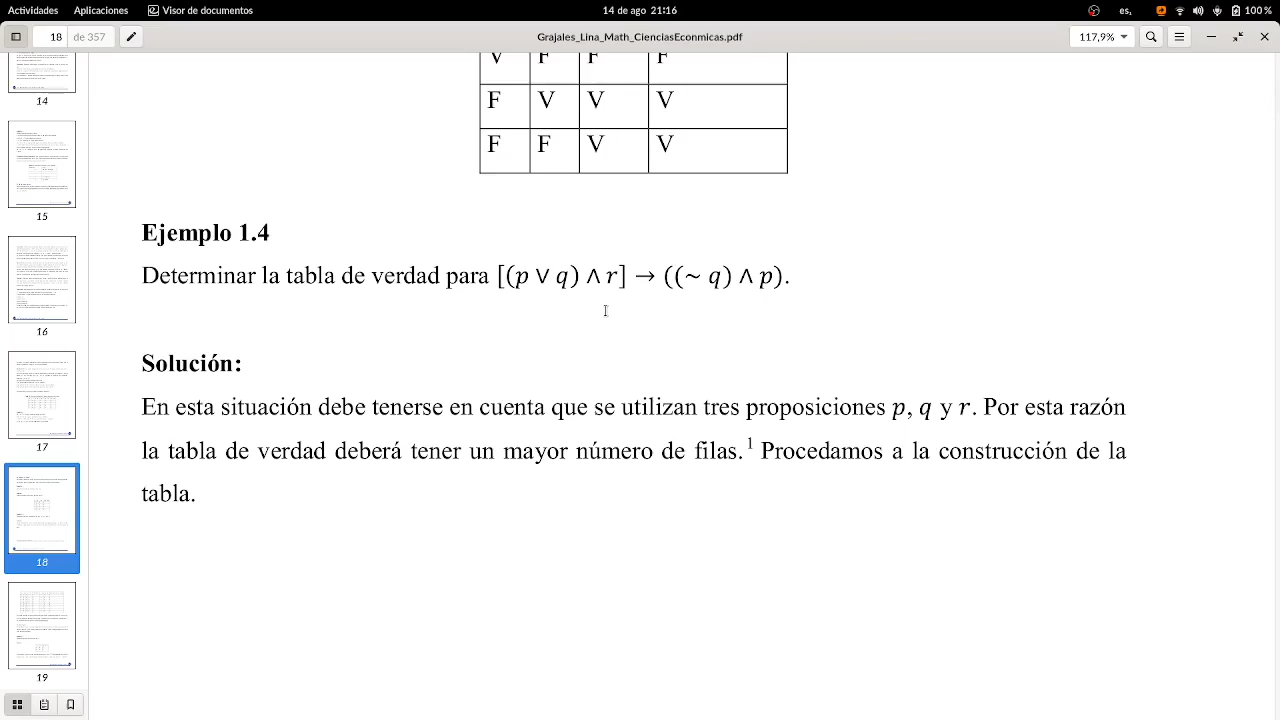 Actividades Aplicaciones Visor de documentos 14 de ago 21:16 es, 100 %
18 de 357 Grajales_Lina_Math_CienciasEconmicas.pdf 117,9%
V F F F
F V V V
F F V V
14
15
16
17
18
19
Ejemplo 1.4
Determinar la tabla de verdad para [(p ∨ q) ∧ r] → ((~ q) ∧ p).
Solución:
En esta situación debe tenerse en cuenta que se utilizan tres proposiciones p, q y r. Por esta razón
la tabla de verdad deberá tener un mayor número de filas.¹ Procedamos a la construcción de la
tabla.